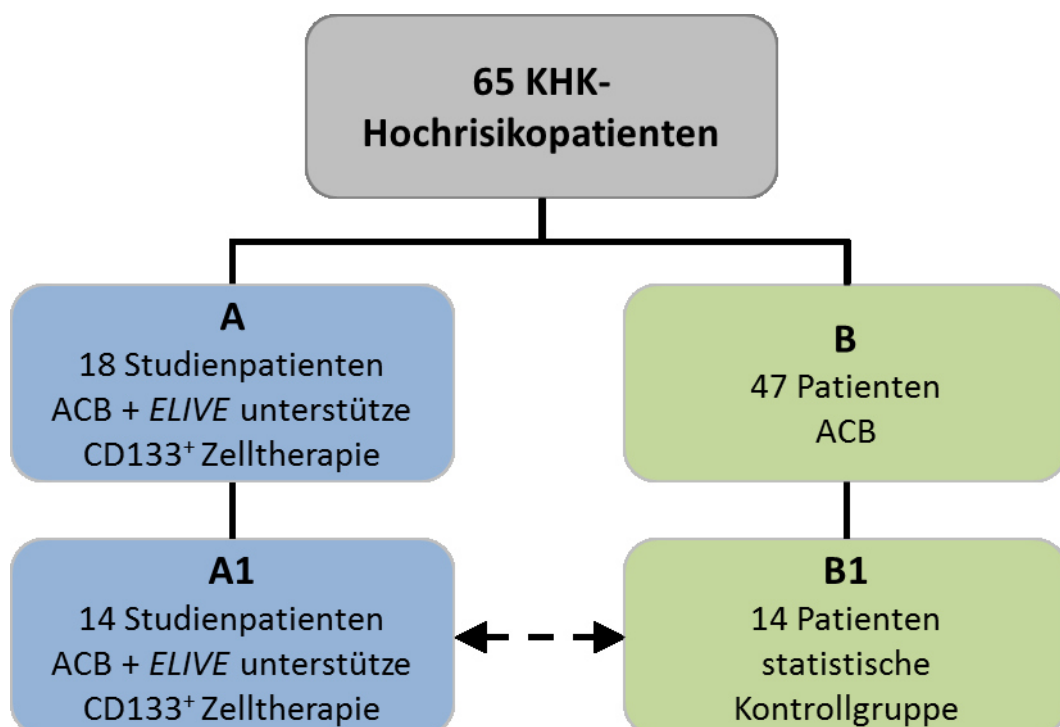 65 KHK-
Hochrisikopatienten
A
18 Studienpatienten
ACB + ELIVE unterstütze
CD133⁺ Zelltherapie
B
47 Patienten
ACB
A1
14 Studienpatienten
ACB + ELIVE unterstütze
CD133⁺ Zelltherapie
B1
14 Patienten
statistische
Kontrollgruppe